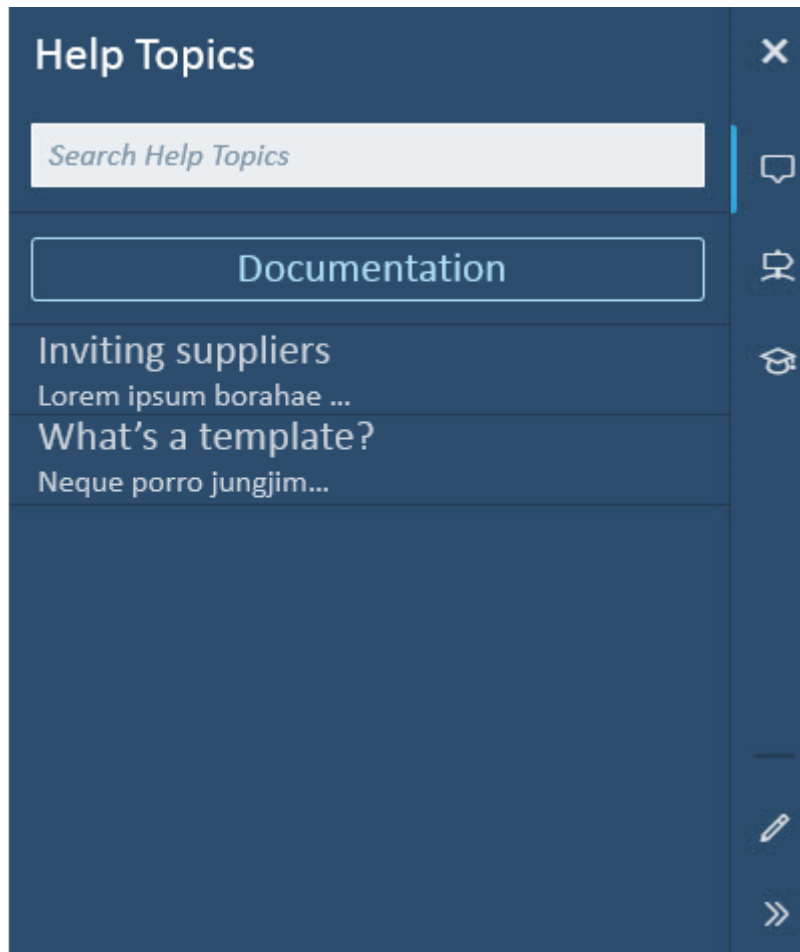 Help Topics
Search Help Topics
Documentation
Inviting suppliers
Lorem ipsum borahae ...
What’s a template?
Neque porro jungjim...